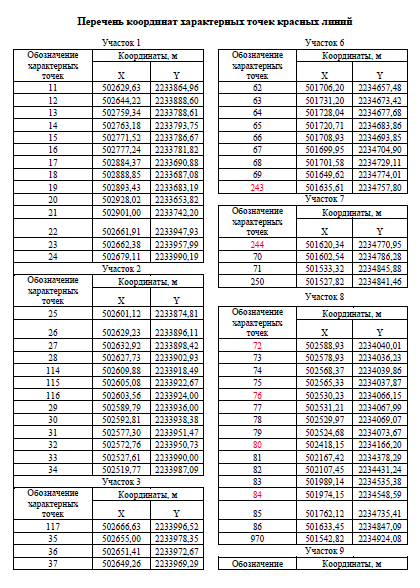 Перечень координат характерных точек красных линий
Участок 1
Обозначение характерных точек Координаты, м
X Y
11 502629,63 2233864,96
12 502644,22 2233888,60
13 502759,34 2233788,61
14 502763,18 2233793,75
15 502771,52 2233786,67
16 502777,24 2233781,82
17 502884,37 2233690,88
18 502888,85 2233687,08
19 502893,43 2233683,19
20 502928,02 2233653,82
21 502901,00 2233742,20
22 502661,91 2233947,93
23 502662,38 2233957,99
24 502679,11 2233990,19
Участок 2
Обозначение характерных точек Координаты, м
X Y
25 502601,12 2233874,81
26 502629,23 2233896,11
27 502632,92 2233898,42
28 502627,73 2233902,93
114 502609,88 2233918,49
115 502605,08 2233922,67
116 502603,56 2233924,00
29 502589,79 2233936,00
30 502592,81 2233938,38
31 502577,30 2233951,47
32 502572,76 2233950,73
33 502527,61 2233990,00
34 502519,77 2233987,09
Участок 3
Обозначение характерных точек Координаты, м
X Y
117 502666,63 2233996,52
35 502655,00 2233978,35
36 502651,41 2233972,67
37 502649,26 2233969,29
Участок 6
Обозначение характерных точек Координаты, м
X Y
62 501706,20 2234657,48
63 501731,20 2234673,42
64 501728,04 2234677,68
65 501720,71 2234683,86
66 501708,93 2234693,85
67 501699,95 2234704,90
68 501701,58 2234729,11
69 501649,62 2234774,01
243 501635,61 2234757,80
Участок 7
Обозначение характерных точек Координаты, м
X Y
244 501620,34 2234770,95
70 501602,54 2234786,28
71 501533,32 2234845,88
250 501527,82 2234841,46
Участок 8
Обозначение характерных точек Координаты, м
X Y
72 502588,93 2234040,01
73 502578,93 2234036,23
74 502568,37 2234039,86
75 502565,33 2234037,87
76 502530,23 2234066,15
77 502531,21 2234067,99
78 502529,97 2234069,07
79 502524,68 2234073,67
80 502418,15 2234166,20
81 502167,42 2234378,29
82 502107,45 2234431,24
83 501989,14 2234535,38
84 501974,15 2234548,59
85 501762,12 2234735,41
86 501633,45 2234847,09
970 501542,82 2234924,08
Участок 9
Обозначение Координаты, м